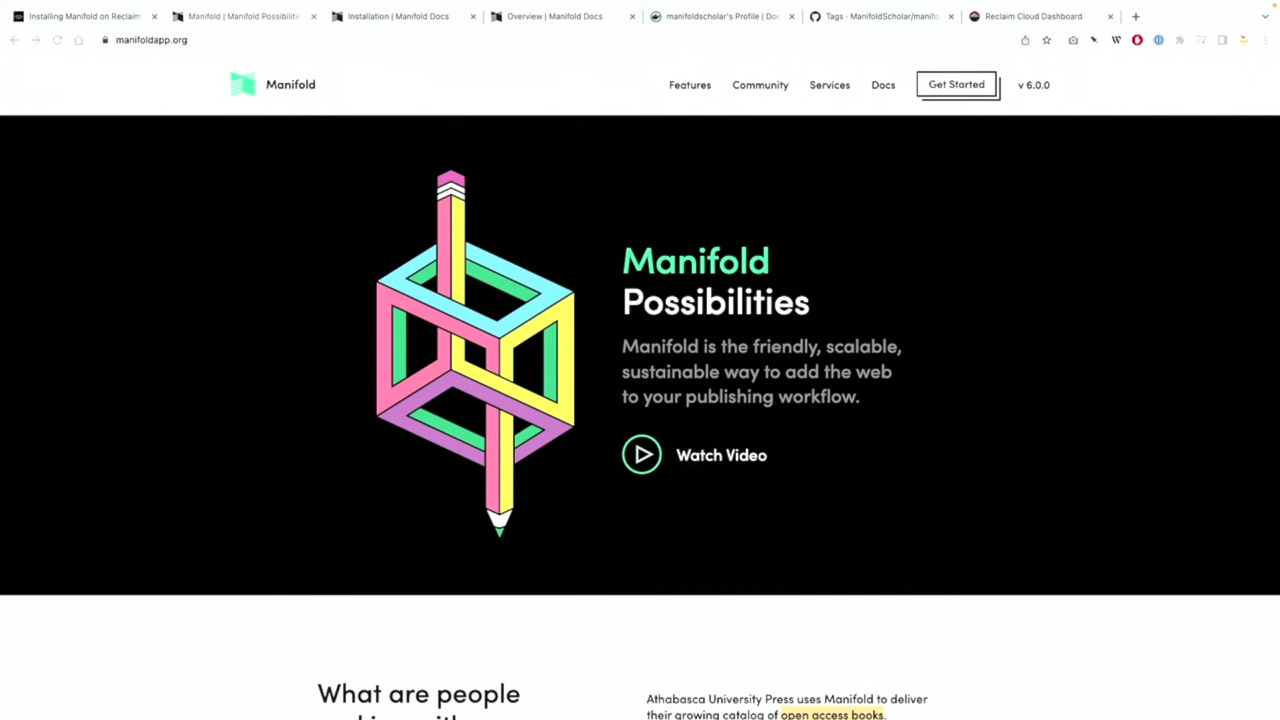 Installing Manifold on Reclaim
Manifold | Manifold Possibiliti
Installation | Manifold Docs
Overview | Manifold Docs
manifoldscholar's Profile | Doc
Tags · ManifoldScholar/manifo
Reclaim Cloud Dashboard
manifoldapp.org
Manifold
Features
Community
Services
Docs
Get Started
v 6.0.0
Manifold
Possibilities
Manifold is the friendly, scalable,
sustainable way to add the web
to your publishing workflow.
Watch Video
What are people
Athabasca University Press uses Manifold to deliver
their growing catalog of open access books.